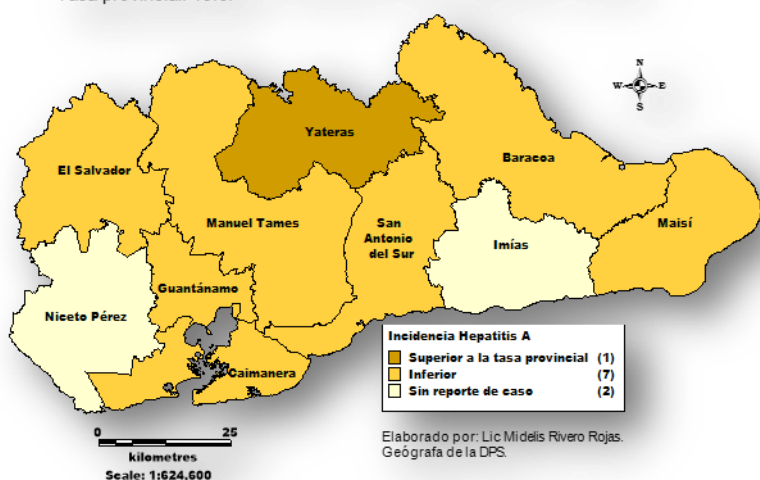 N
W E
S
Yateras
Baracoa
El Salvador
Manuel Tames
San
Antonio
del Sur
Maisí
Imías
Guantánamo
Niceto Pérez
Caimanera
Incidencia Hepatitis A
Superior a la tasa provincial (1)
Inferior (7)
Sin reporte de caso (2)
0 25
kilometres
Scale: 1:624,600
Elaborado por: Lic Midelis Rivero Rojas.
Geógrafa de la DPS.